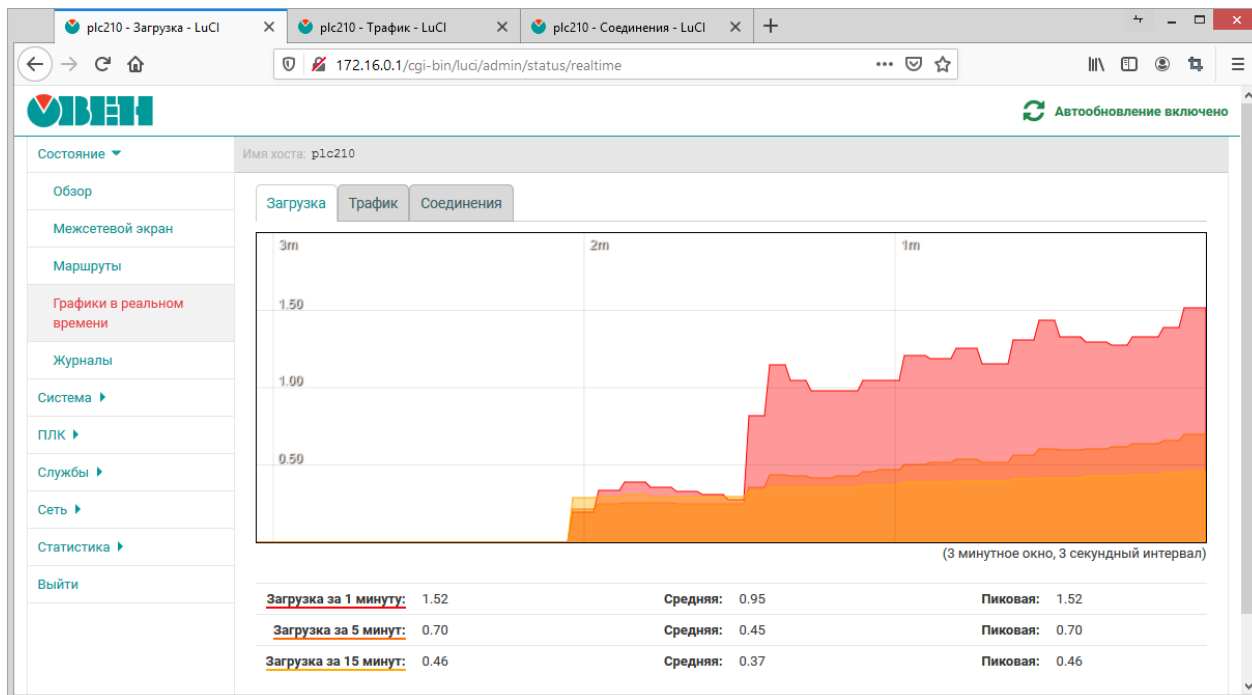 plc210 - Загрузка - LuCI
plc210 - Трафик - LuCI
plc210 - Соединения - LuCI
172.16.0.1/cgi-bin/luci/admin/status/realtime
ОВЕН
Автообновление включено
Состояние
Имя хоста: plc210
Обзор
Межсетевой экран
Маршруты
Графики в реальном
времени
Журналы
Система
ПЛК
Службы
Сеть
Статистика
Выйти
Загрузка Трафик Соединения
3m 2m 1m
1.50
1.00
0.50
(3 минутное окно, 3 секундный интервал)
Загрузка за 1 минуту: 1.52 Средняя: 0.95 Пиковая: 1.52
Загрузка за 5 минут: 0.70 Средняя: 0.45 Пиковая: 0.70
Загрузка за 15 минут: 0.46 Средняя: 0.37 Пиковая: 0.46